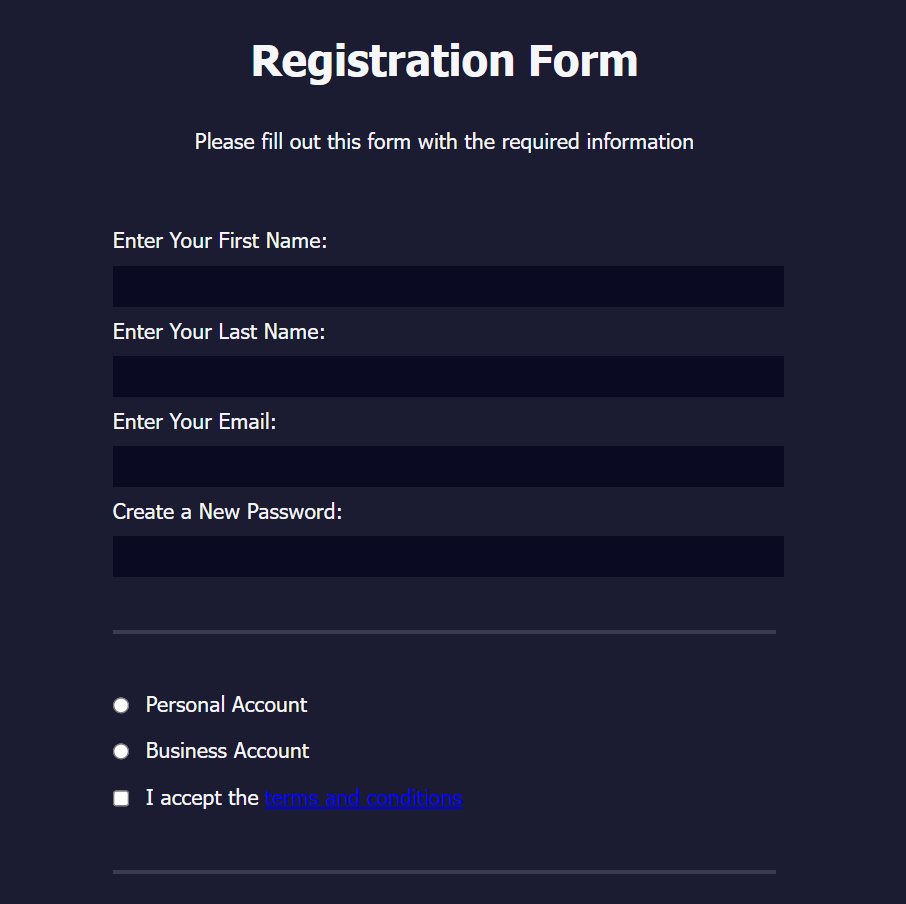 Registration Form
Please fill out this form with the required information
Enter Your First Name:
Enter Your Last Name:
Enter Your Email:
Create a New Password:
Personal Account
Business Account
I accept the terms and conditions